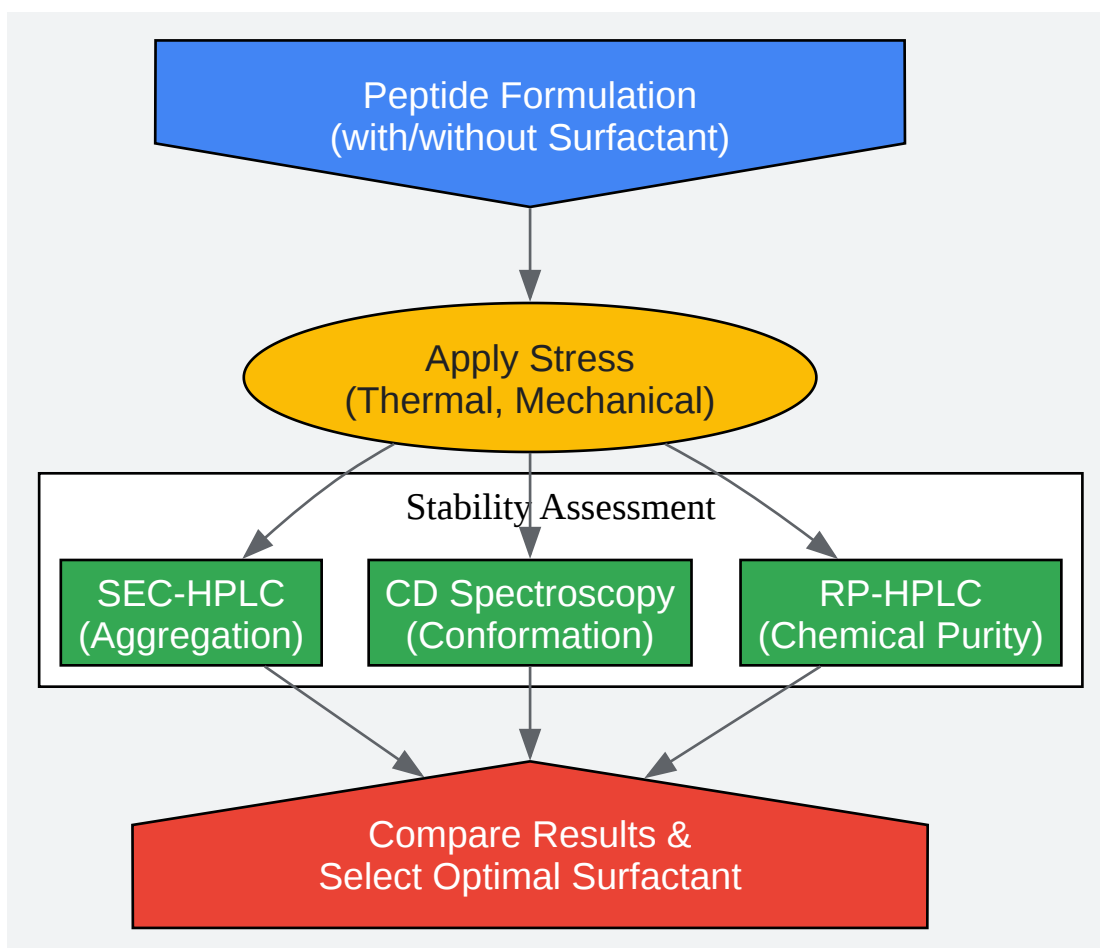 Peptide Formulation
(with/without Surfactant)
Apply Stress
(Thermal, Mechanical)
Stability Assessment
SEC-HPLC
(Aggregation)
CD Spectroscopy
(Conformation)
RP-HPLC
(Chemical Purity)
Compare Results &
Select Optimal Surfactant